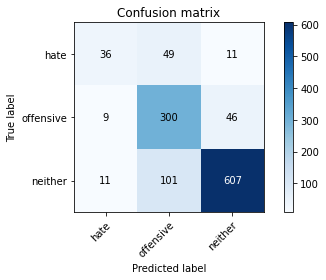 Confusion matrix
600
hate 36 49 11
500
400
True label
offensive 9 300 46
300
200
neither 11 101 607
100
hate offensive neither
Predicted label